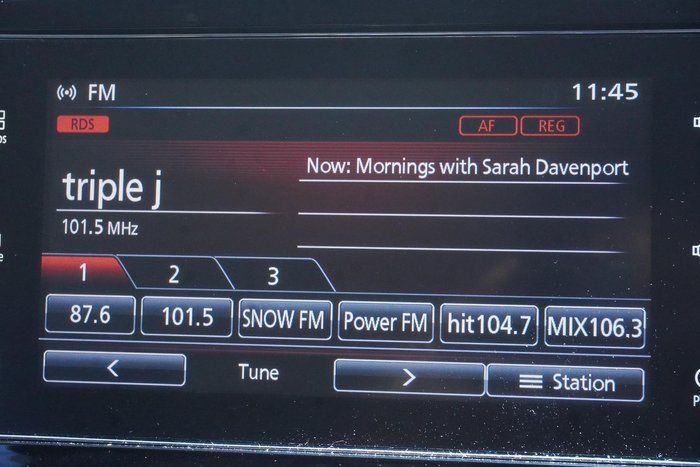 FM 11:45
RDS AF REG
Now: Mornings with Sarah Davenport
triple j
101.5 MHz
1 2 3
87.6 101.5 SNOW FM Power FM hit104.7 MIX106.3
< Tune > Station